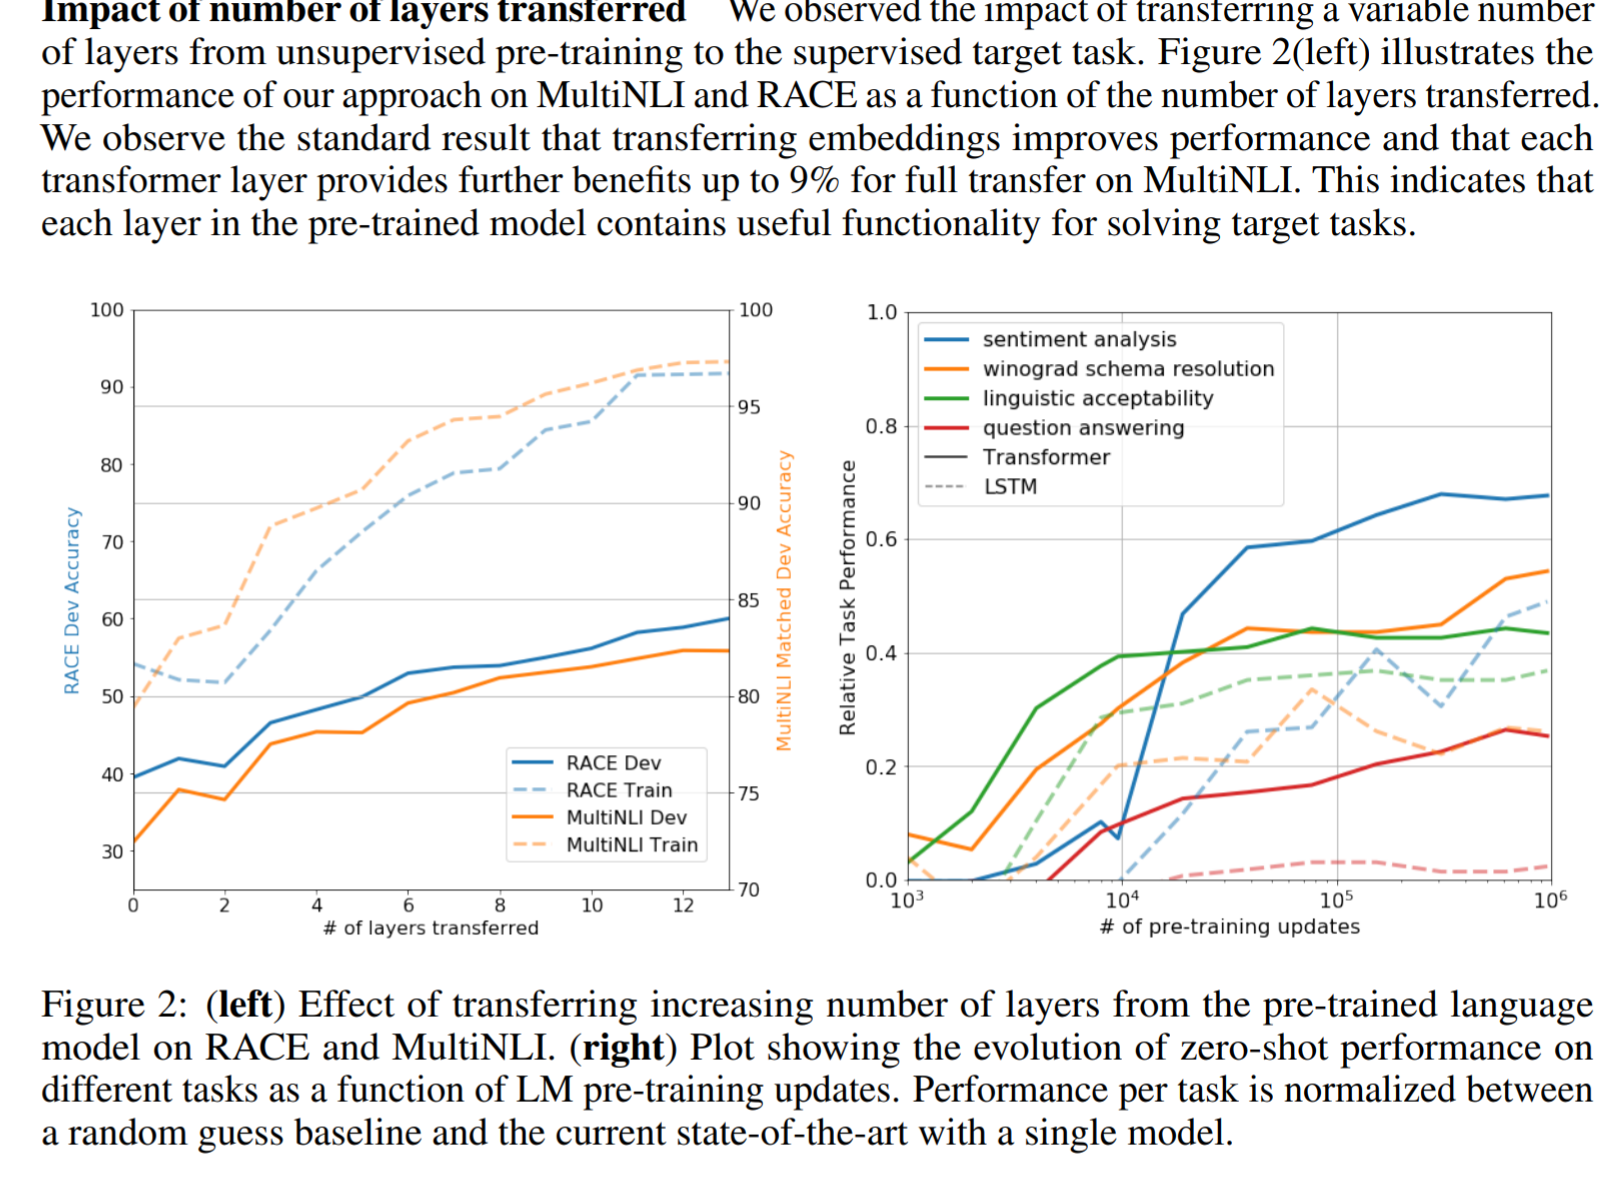 Impact of number of layers transferred We observed the impact of transferring a variable number
of layers from unsupervised pre-training to the supervised target task. Figure 2(left) illustrates the
performance of our approach on MultiNLI and RACE as a function of the number of layers transferred.
We observe the standard result that transferring embeddings improves performance and that each
transformer layer provides further benefits up to 9% for full transfer on MultiNLI. This indicates that
each layer in the pre-trained model contains useful functionality for solving target tasks.
RACE Dev Accuracy
100
90
80
70
60
50
40
30
0 2 4 6 8 10 12
# of layers transferred
RACE Dev
RACE Train
MultiNLI Dev
MultiNLI Train
100
95
90
85
80
75
70
MultiNLI Matched Dev Accuracy
Relative Task Performance
1.0
0.8
0.6
0.4
0.2
0.0
sentiment analysis
winograd schema resolution
linguistic acceptability
question answering
Transformer
LSTM
10³ 10⁴ 10⁵ 10⁶
# of pre-training updates
Figure 2: (left) Effect of transferring increasing number of layers from the pre-trained language
model on RACE and MultiNLI. (right) Plot showing the evolution of zero-shot performance on
different tasks as a function of LM pre-training updates. Performance per task is normalized between
a random guess baseline and the current state-of-the-art with a single model.